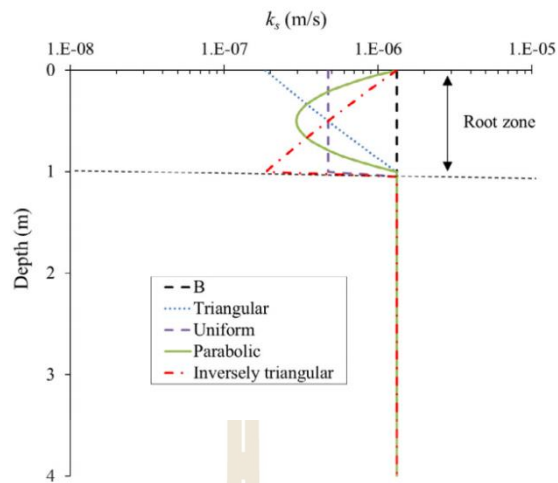 k_s (m/s)
1.E-08 1.E-07 1.E-06 1.E-05
0
1
2
3
4
Depth (m)
Root zone
B
Triangular
Uniform
Parabolic
Inversely triangular